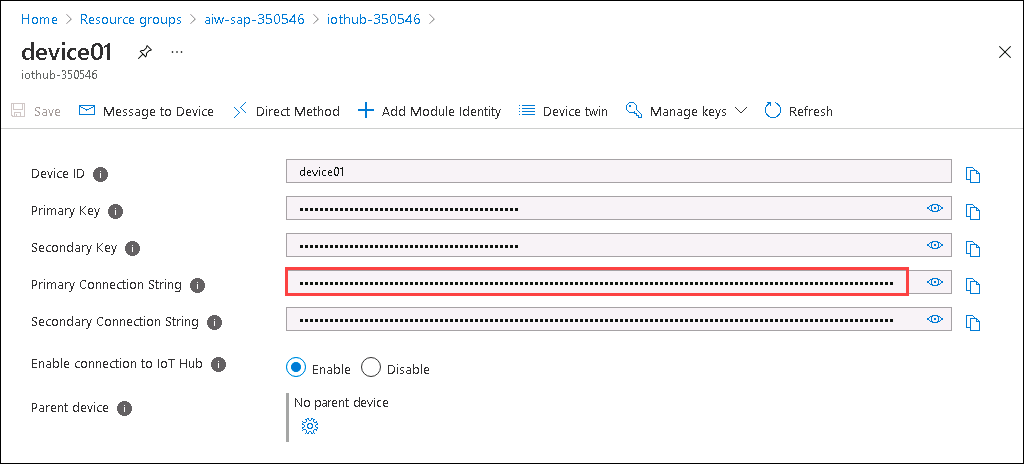 Home > Resource groups > aiw-sap-350546 > iothub-350546 >
device01 ...
iothub-350546
Save Message to Device Direct Method Add Module Identity Device twin Manage keys Refresh
Device ID device01
Primary Key ••••••••••••••••••••••••••••••••••••••••••••
Secondary Key ••••••••••••••••••••••••••••••••••••••••••••
Primary Connection String
Secondary Connection String
Enable connection to IoT Hub Enable Disable
Parent device No parent device